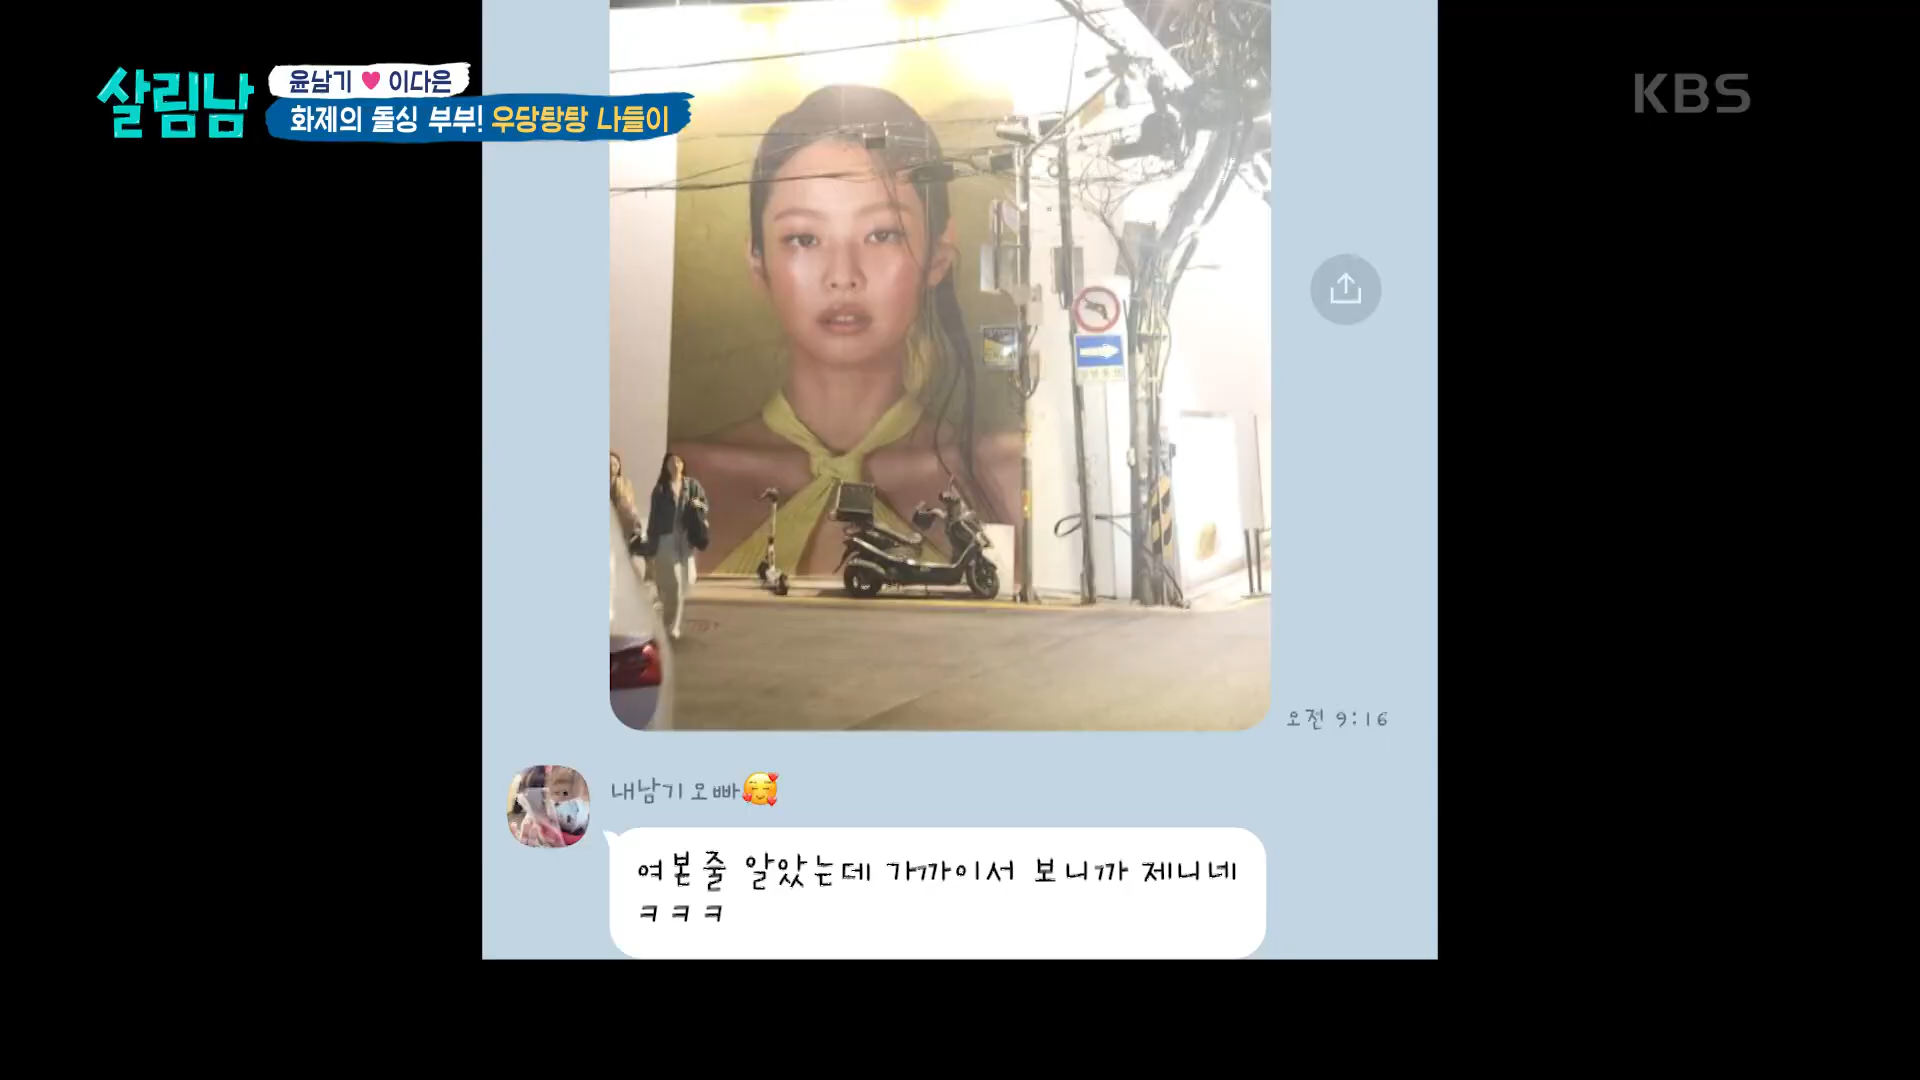 살림남
윤남기 ♥ 이다은
화제의 돌싱 부부! 우당탕탕 나들이
KBS
오전 9:16
내남기오빠🥰
여본줄 알았는데 가까이서 보니까 제니네
ㅋㅋㅋ